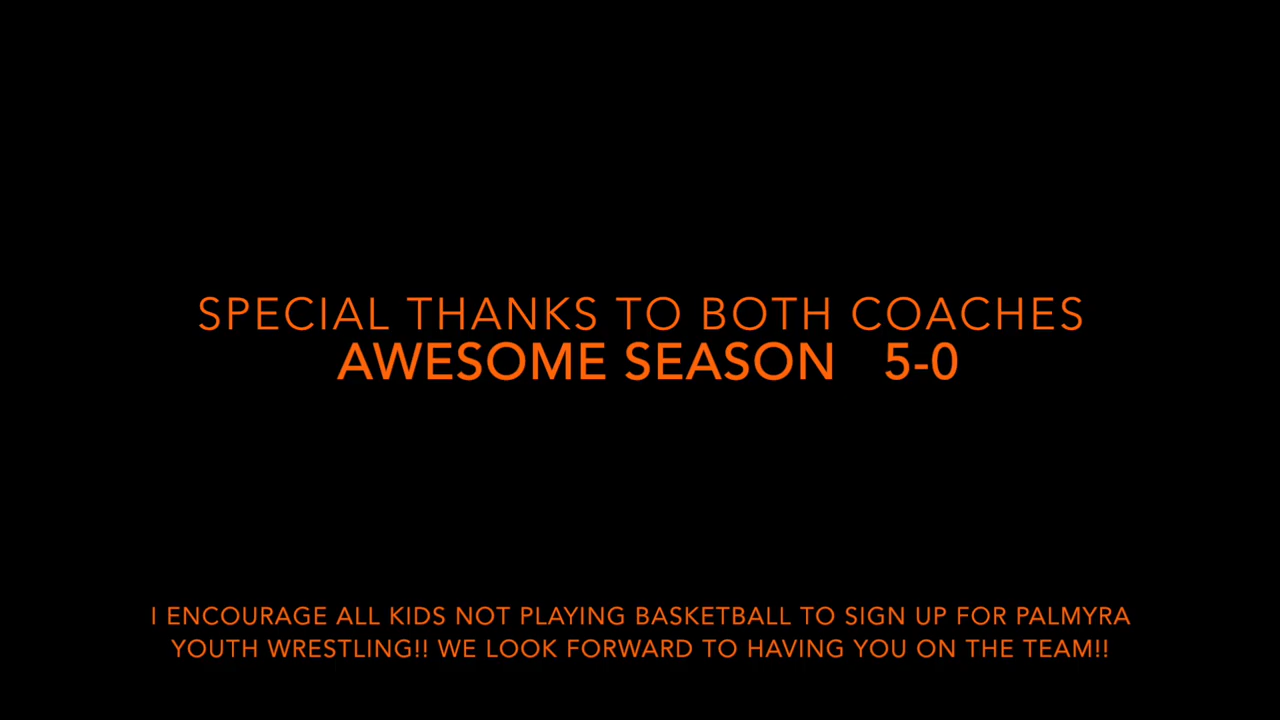 SPECIAL THANKS TO BOTH COACHES
AWESOME SEASON 5-0
I ENCOURAGE ALL KIDS NOT PLAYING BASKETBALL TO SIGN UP FOR PALMYRA
YOUTH WRESTLING!! WE LOOK FORWARD TO HAVING YOU ON THE TEAM!!